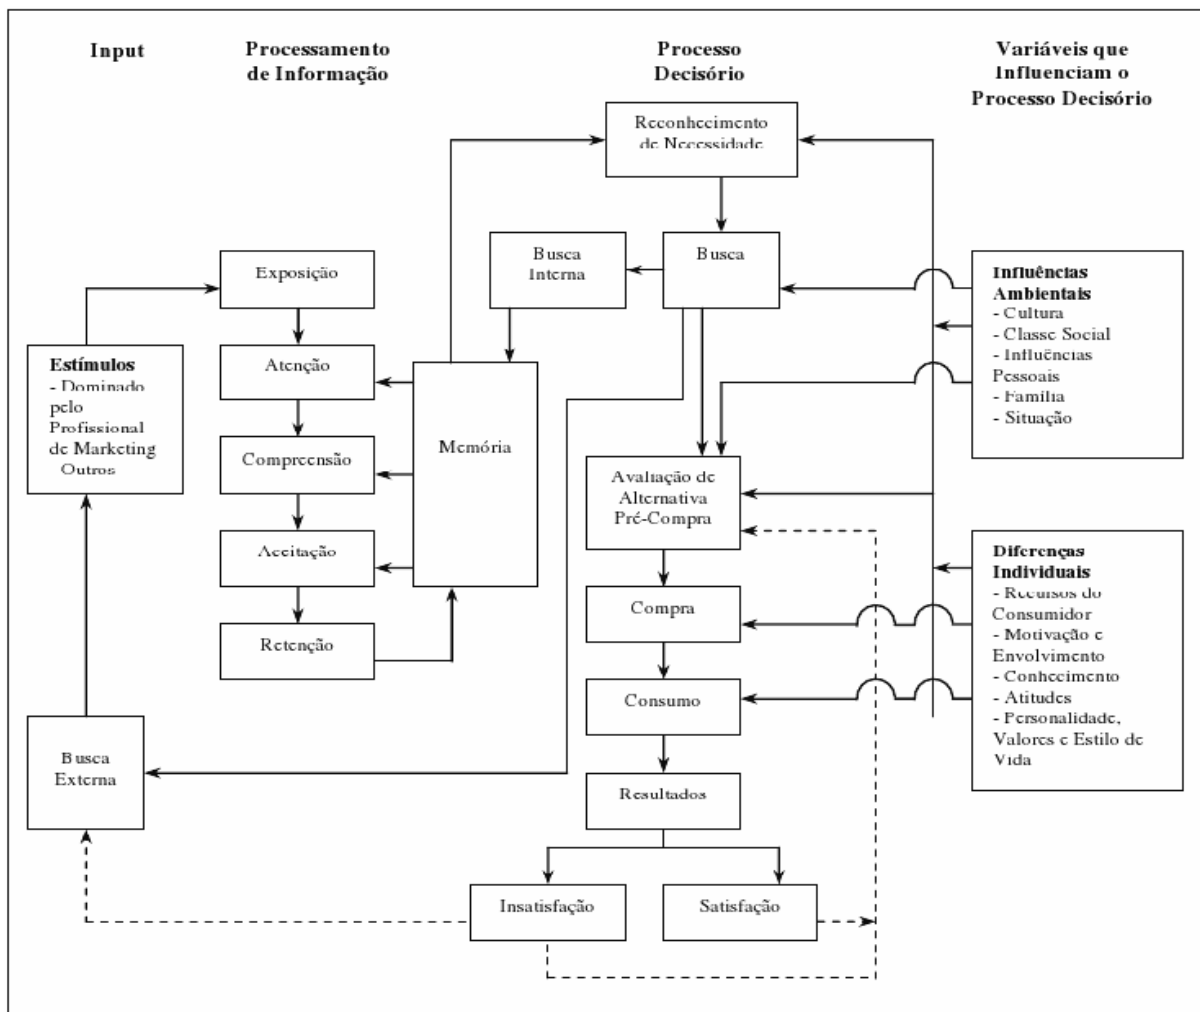 Input
Processamento
de Informação
Processo
Decisório
Variáveis que
Influenciam o
Processo Decisório
Reconhecimento
de Necessidade
Busca
Interna
Busca
Exposição
Atenção
Compreensão
Aceitação
Retenção
Memória
Estímulos
- Dominado
pelo
Profissional
de Marketing
Outros
Busca
Externa
Avaliação de
Alternativa
Pré-Compra
Compra
Consumo
Resultados
Insatisfação
Satisfação
Influências
Ambientais
- Cultura
- Classe Social
- Influências
Pessoais
- Família
- Situação
Diferenças
Individuais
- Recursos do
Consumidor
- Motivação e
Envolvimento
- Conhecimento
- Atitudes
- Personalidade,
Valores e Estilo de
Vida